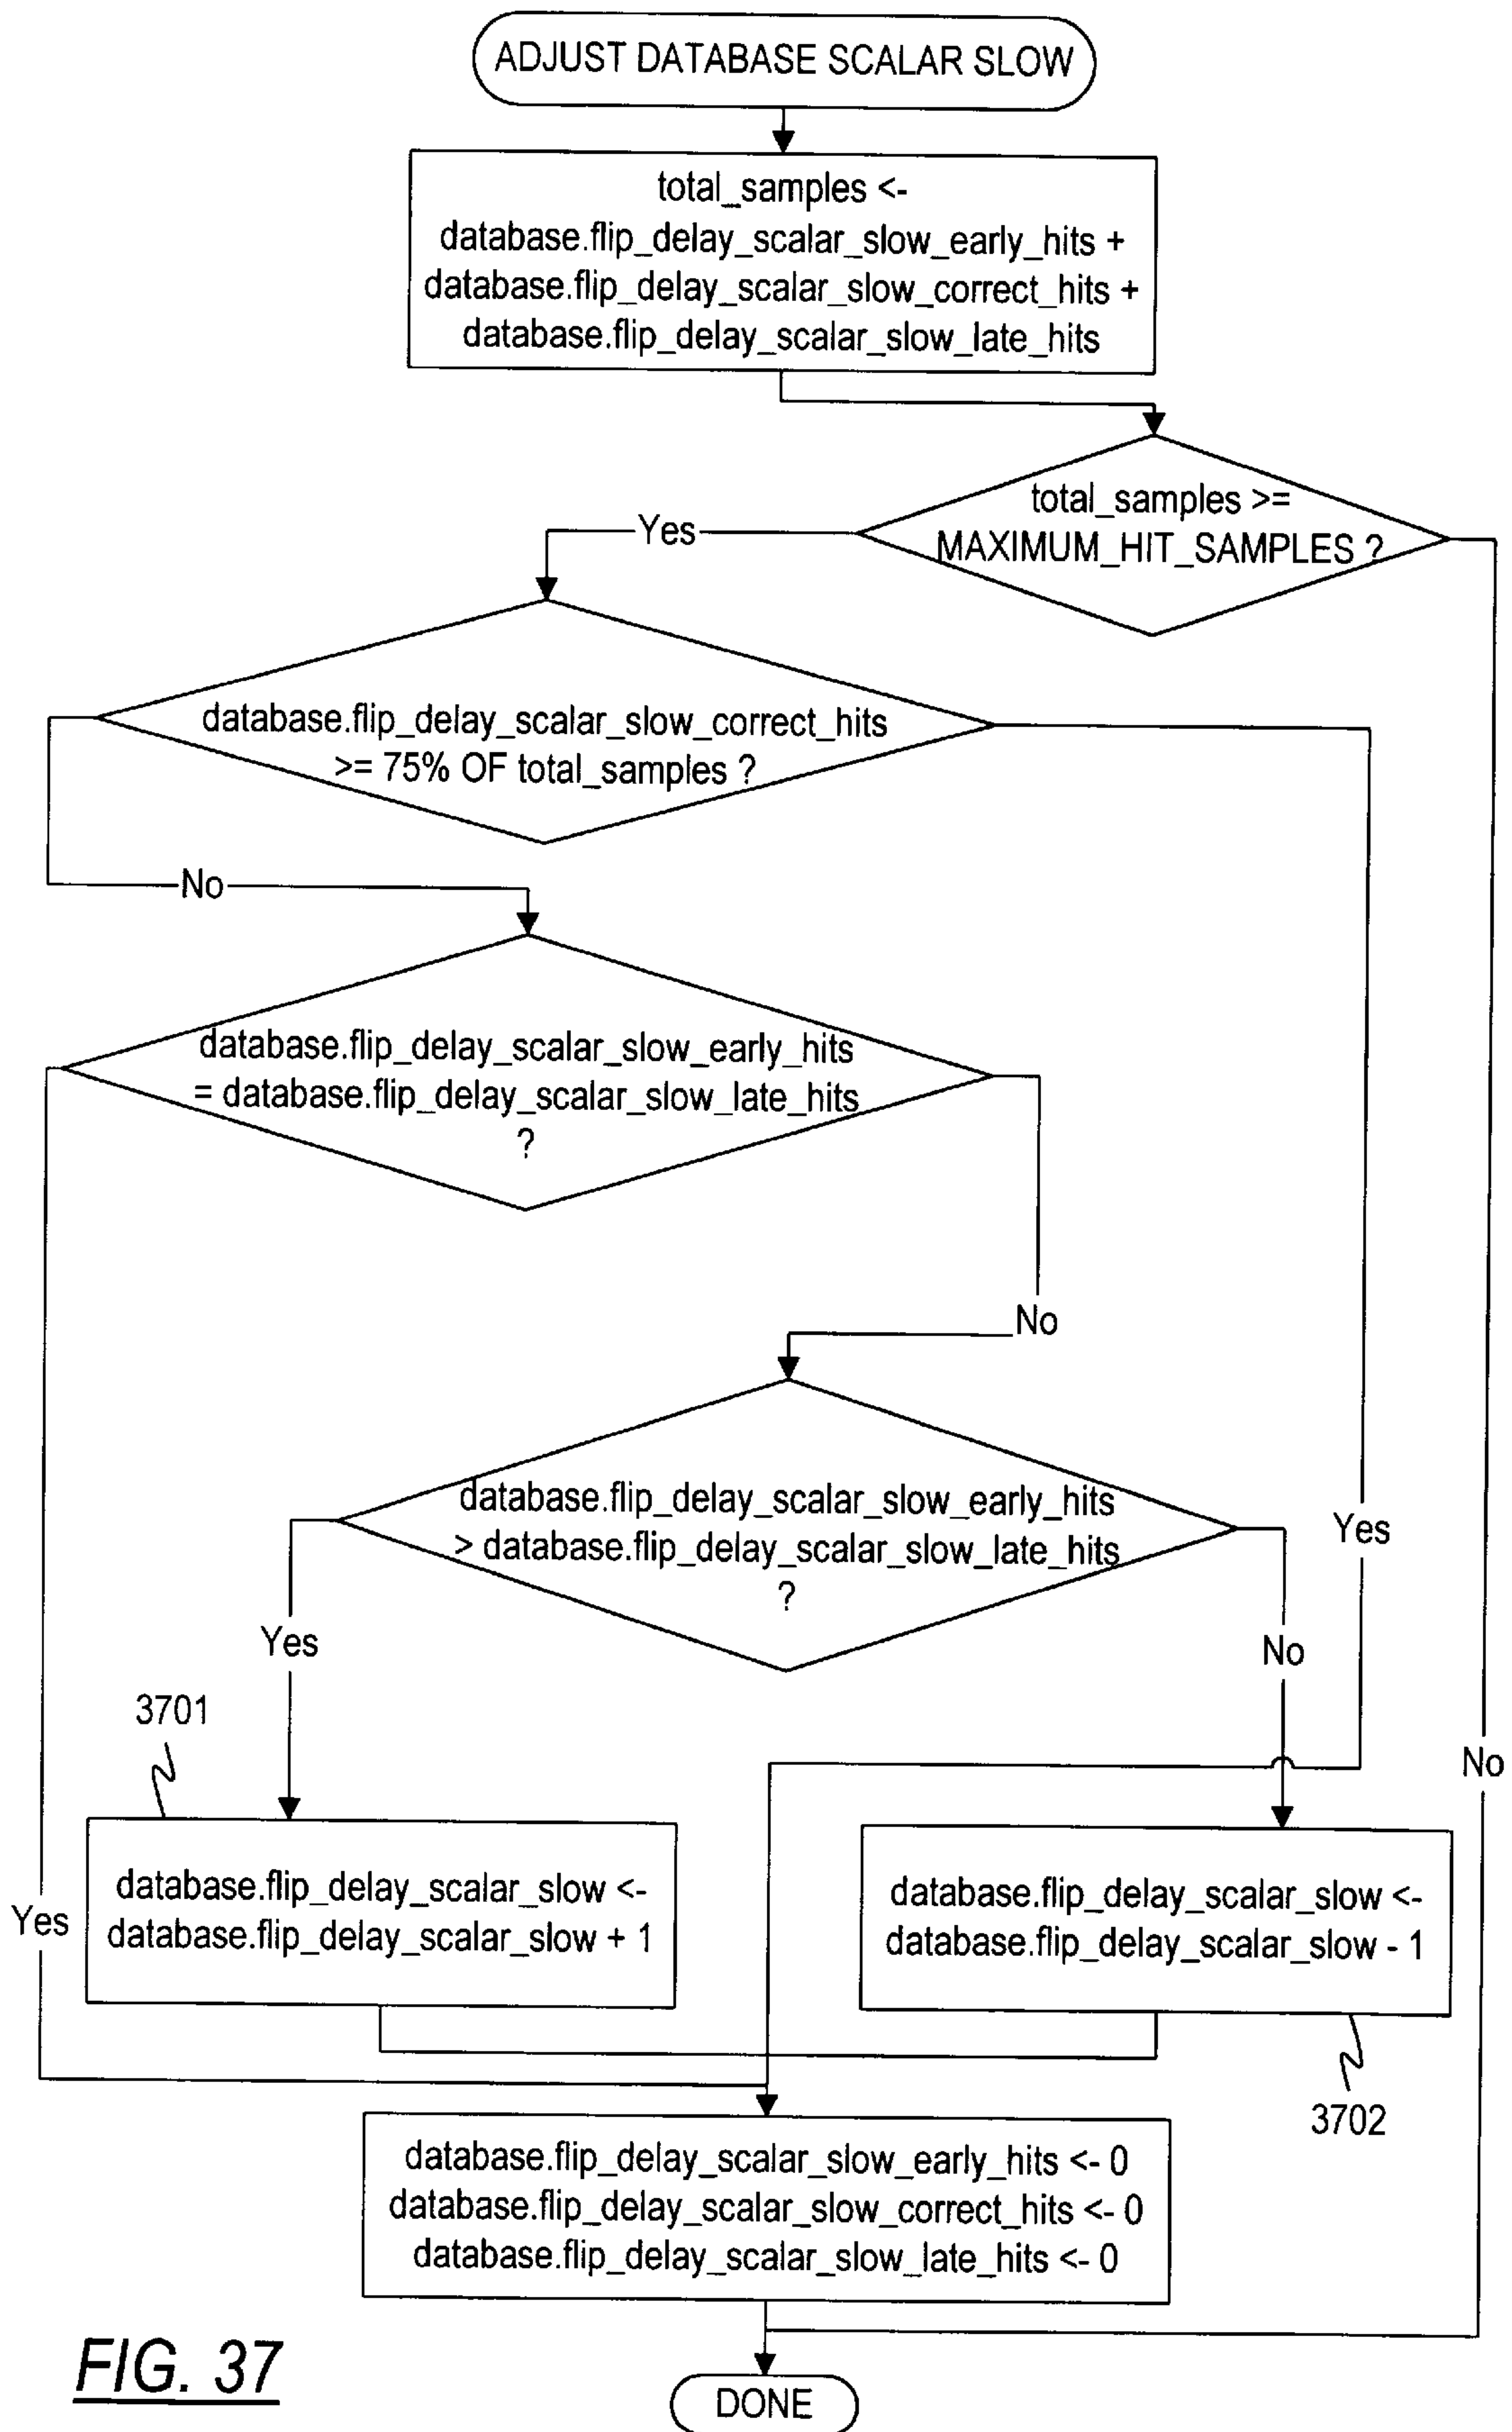 ADJUST DATABASE SCALAR SLOW
total_samples <-
database.flip_delay_scalar_slow_early_hits +
database.flip_delay_scalar_slow_correct_hits +
database.flip_delay_scalar_slow_late_hits
total_samples >=
MAXIMUM_HIT_SAMPLES ?
Yes
database.flip_delay_scalar_slow_correct_hits
>= 75% OF total_samples ?
No
database.flip_delay_scalar_slow_early_hits
= database.flip_delay_scalar_slow_late_hits
?
No
database.flip_delay_scalar_slow_early_hits
> database.flip_delay_scalar_slow_late_hits
?
Yes
Yes
No
3701
No
database.flip_delay_scalar_slow <-
database.flip_delay_scalar_slow + 1
database.flip_delay_scalar_slow <-
database.flip_delay_scalar_slow - 1
Yes
3702
database.flip_delay_scalar_slow_early_hits <- 0
database.flip_delay_scalar_slow_correct_hits <- 0
database.flip_delay_scalar_slow_late_hits <- 0
FIG. 37
DONE